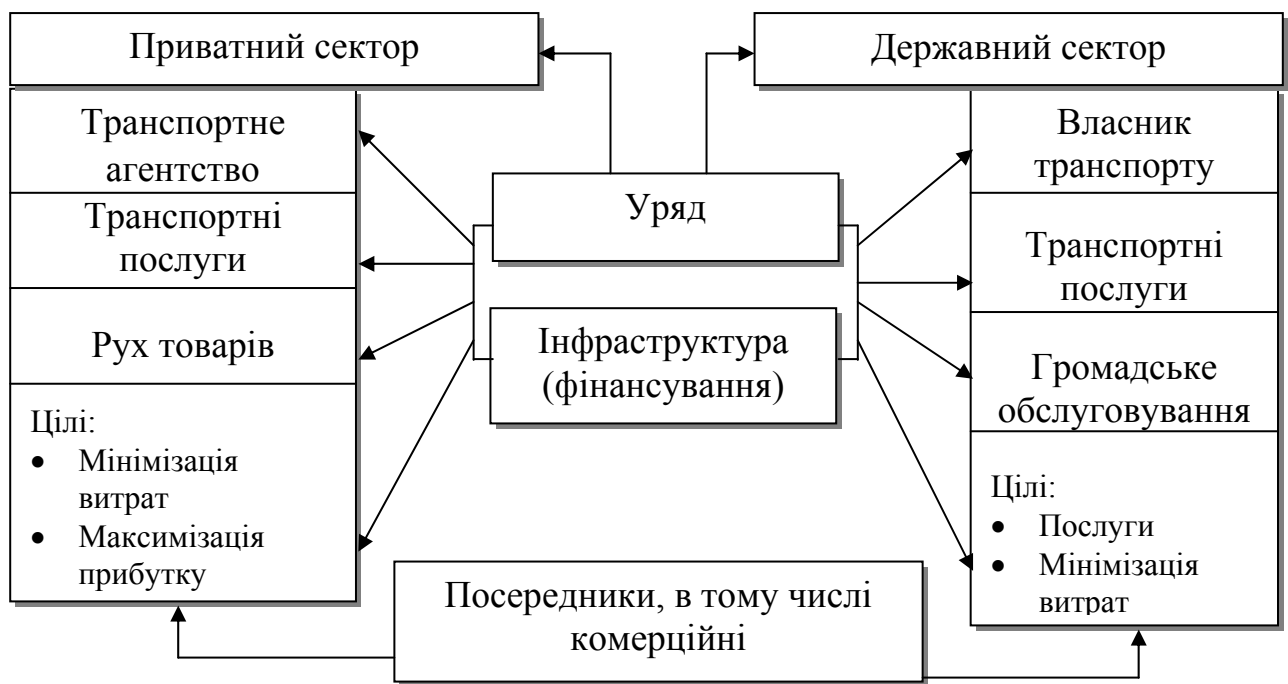 Приватний сектор
Державний сектор
Транспортне
агентство
Транспортні
послуги
Рух товарів
Цілі:
• Мінімізація
витрат
• Максимізація
прибутку
Уряд
Інфраструктура
(фінансування)
Посередники, в тому числі
комерційні
Власник
транспорту
Транспортні
послуги
Громадське
обслуговування
Цілі:
• Послуги
• Мінімізація
витрат